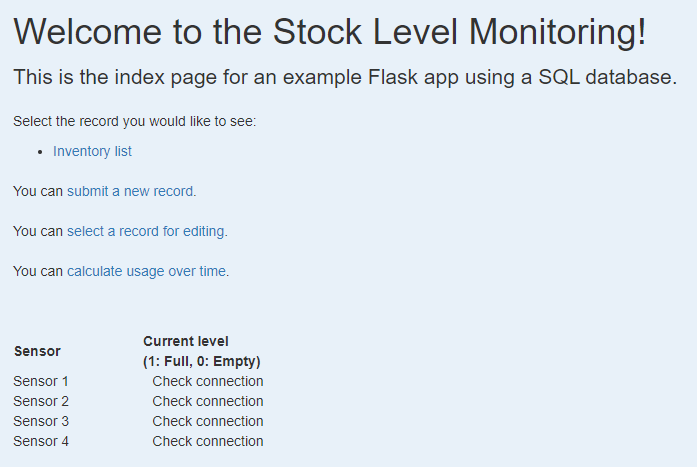 Welcome to the Stock Level Monitoring!
This is the index page for an example Flask app using a SQL database.
Select the record you would like to see:
• Inventory list
You can submit a new record.
You can select a record for editing.
You can calculate usage over time.
Sensor Current level
(1: Full, 0: Empty)
Sensor 1 Check connection
Sensor 2 Check connection
Sensor 3 Check connection
Sensor 4 Check connection